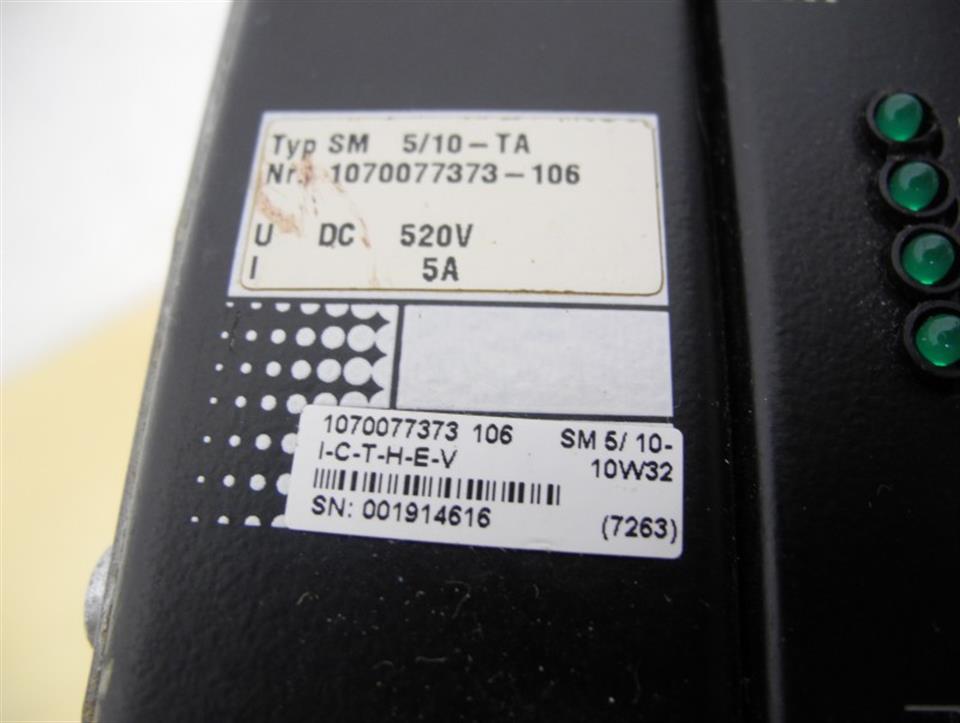 Typ SM 5/10-TA
Nr. 1070077373-106
U DC 520V
I 5A
1070077373 106 SM 5/ 10-
I-C-T-H-E-V 10W32
SN: 001914616 (7263)